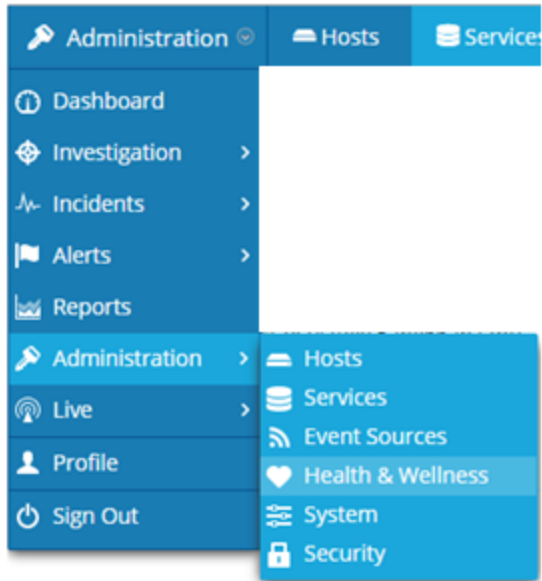 Administration Hosts Services
Dashboard
Investigation
Incidents
Alerts
Reports
Administration
Live
Profile
Sign Out
Hosts
Services
Event Sources
Health & Wellness
System
Security